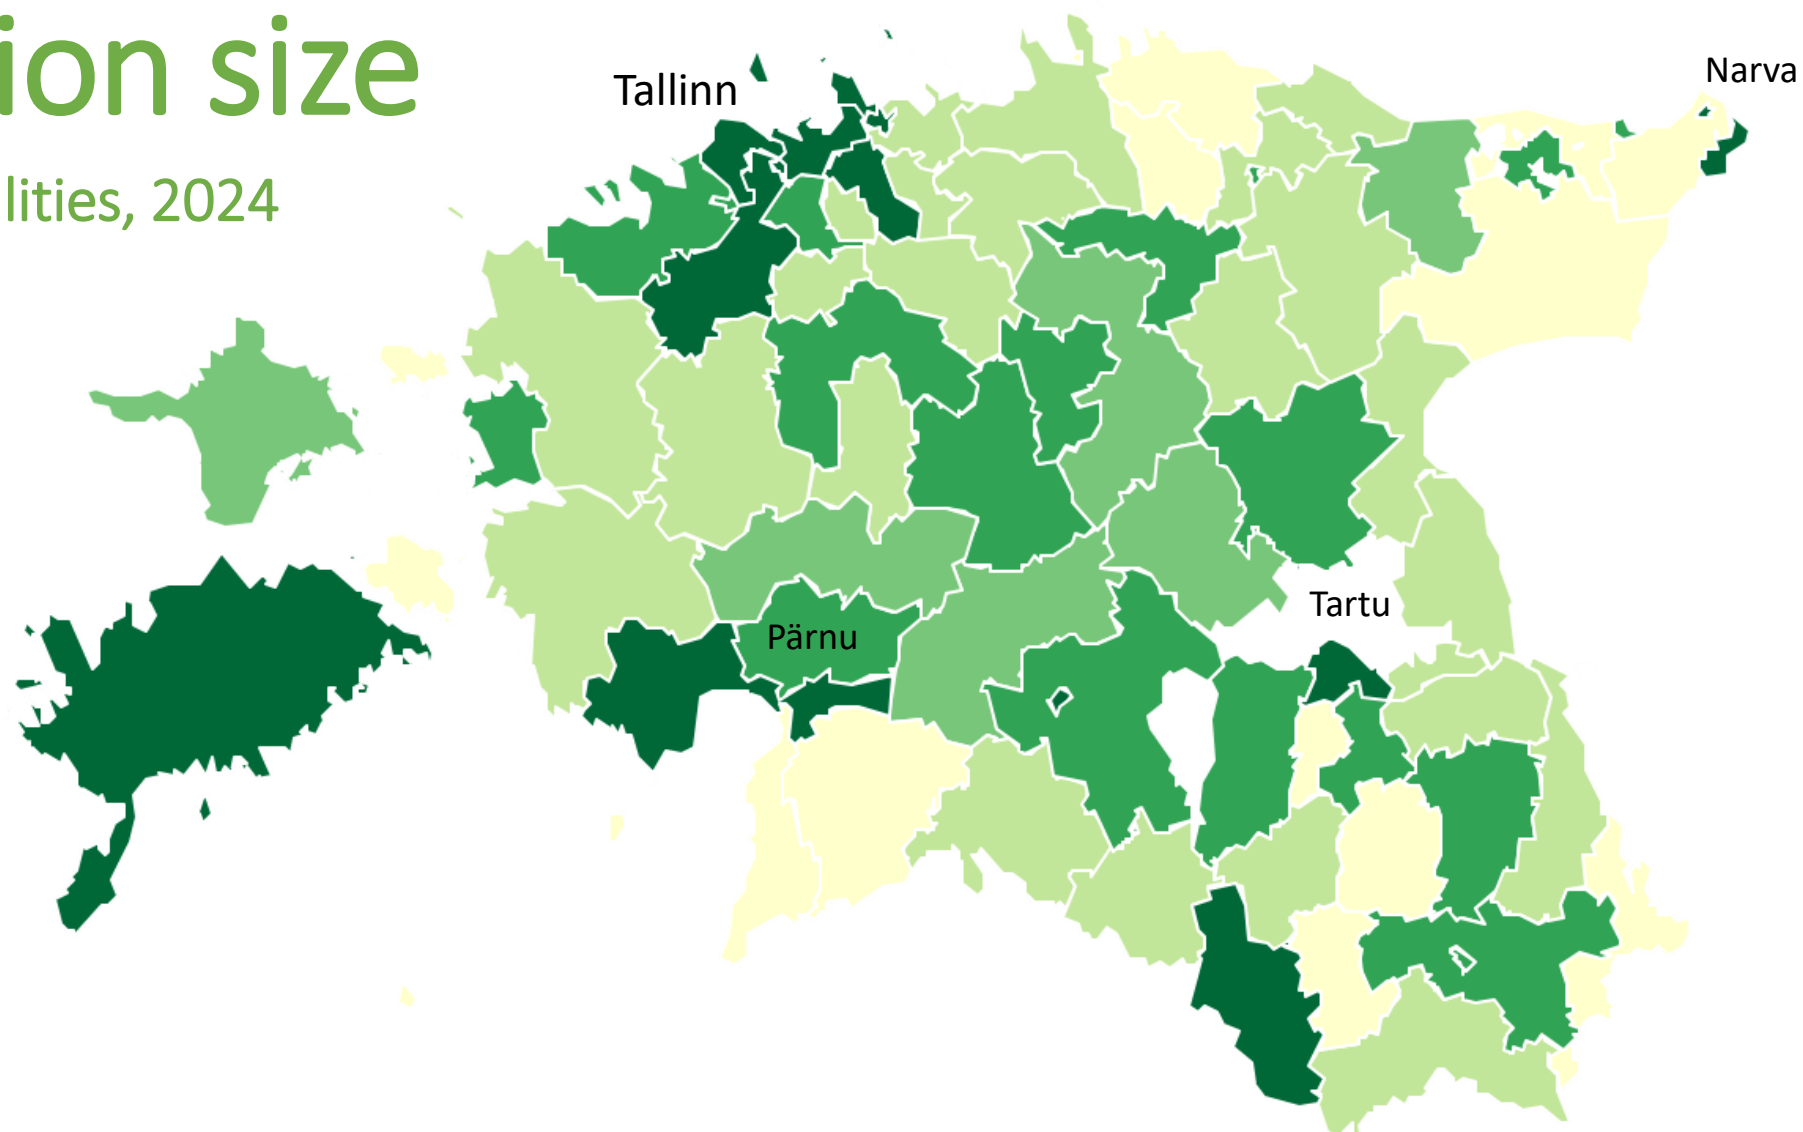 ion size
lities, 2024
Tallinn
Narva
Tartu
Pärnu